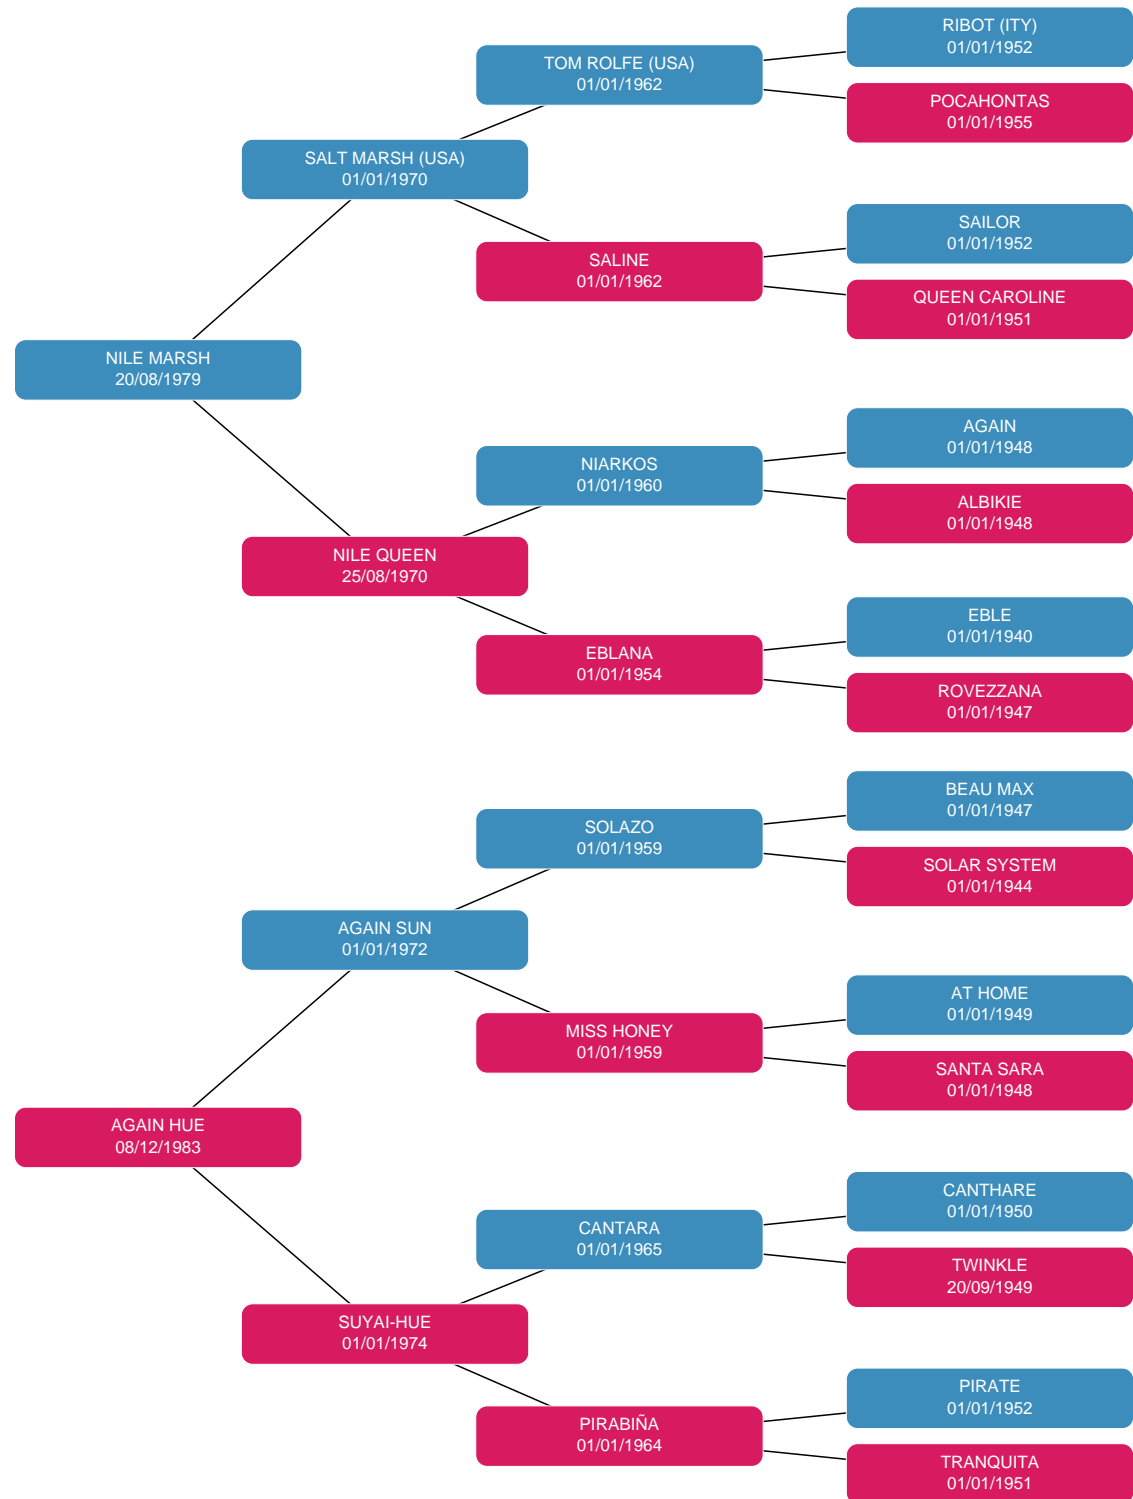 RIBOT (ITY)
01/01/1952
TOM ROLFE (USA)
01/01/1962
POCAHONTAS
01/01/1955
SALT MARSH (USA)
01/01/1970
SAILOR
01/01/1952
SALINE
01/01/1962
QUEEN CAROLINE
01/01/1951
NILE MARSH
20/08/1979
AGAIN
01/01/1948
NIARKOS
01/01/1960
ALBIKIE
01/01/1948
NILE QUEEN
25/08/1970
EBLE
01/01/1940
EBLANA
01/01/1954
ROVEZZANA
01/01/1947
BEAU MAX
01/01/1947
SOLAZO
01/01/1959
SOLAR SYSTEM
01/01/1944
AGAIN SUN
01/01/1972
AT HOME
01/01/1949
MISS HONEY
01/01/1959
SANTA SARA
01/01/1948
AGAIN HUE
08/12/1983
CANTHARE
01/01/1950
CANTARA
01/01/1965
TWINKLE
20/09/1949
SUYAI-HUE
01/01/1974
PIRATE
01/01/1952
PIRABIÑA
01/01/1964
TRANQUITA
01/01/1951